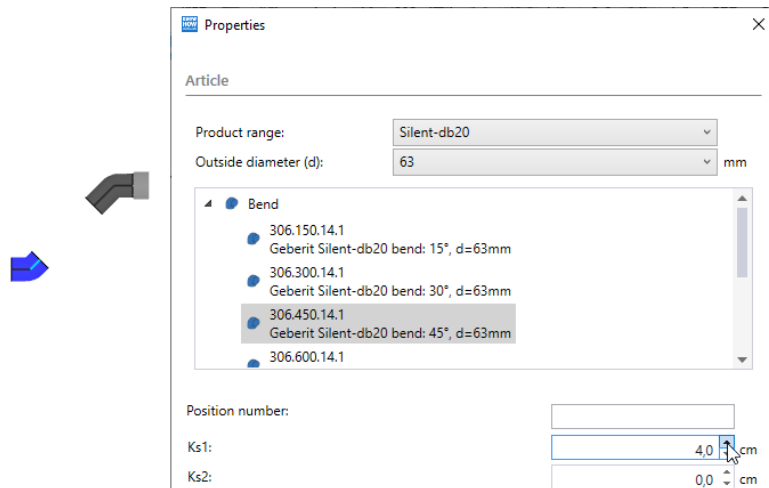 Properties
Article
Product range: Silent-db20
Outside diameter (d): 63 mm
Bend
306.150.14.1
Geberit Silent-db20 bend: 15°, d=63mm
306.300.14.1
Geberit Silent-db20 bend: 30°, d=63mm
306.450.14.1
Geberit Silent-db20 bend: 45°, d=63mm
306.600.14.1
Position number:
Ks1: 4,0 cm
Ks2: 0,0 cm